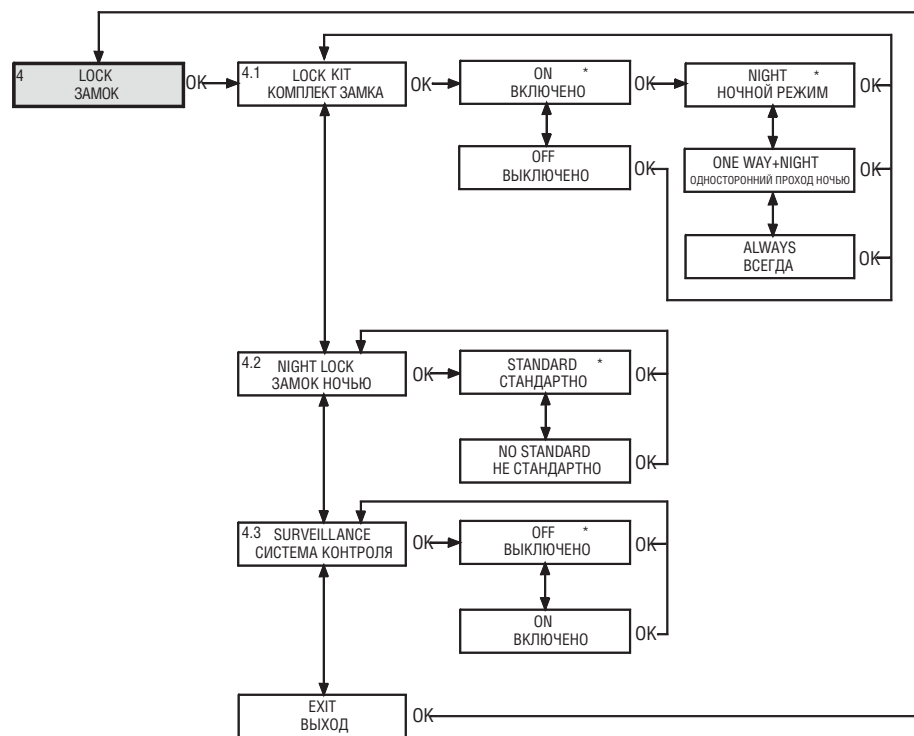 4
LOCK
ЗАМОК
OK
4.1
LOCK KIT
КОМПЛЕКТ ЗАМКА
OK
ON *
ВКЛЮЧЕНО
OK
NIGHT *
НОЧНОЙ РЕЖИМ
OK
OFF
ВЫКЛЮЧЕНО
OK
ONE WAY+NIGHT
ОДНОСТОРОННИЙ ПРОХОД НОЧЬЮ
OK
ALWAYS
ВСЕГДА
OK
4.2
NIGHT LOCK
ЗАМОК НОЧЬЮ
OK
STANDARD *
СТАНДАРТНО
OK
NO STANDARD
НЕ СТАНДАРТНО
OK
4.3
SURVEILLANCE
СИСТЕМА КОНТРОЛЯ
OK
OFF *
ВЫКЛЮЧЕНО
OK
ON
ВКЛЮЧЕНО
OK
EXIT
ВЫХОД
OK